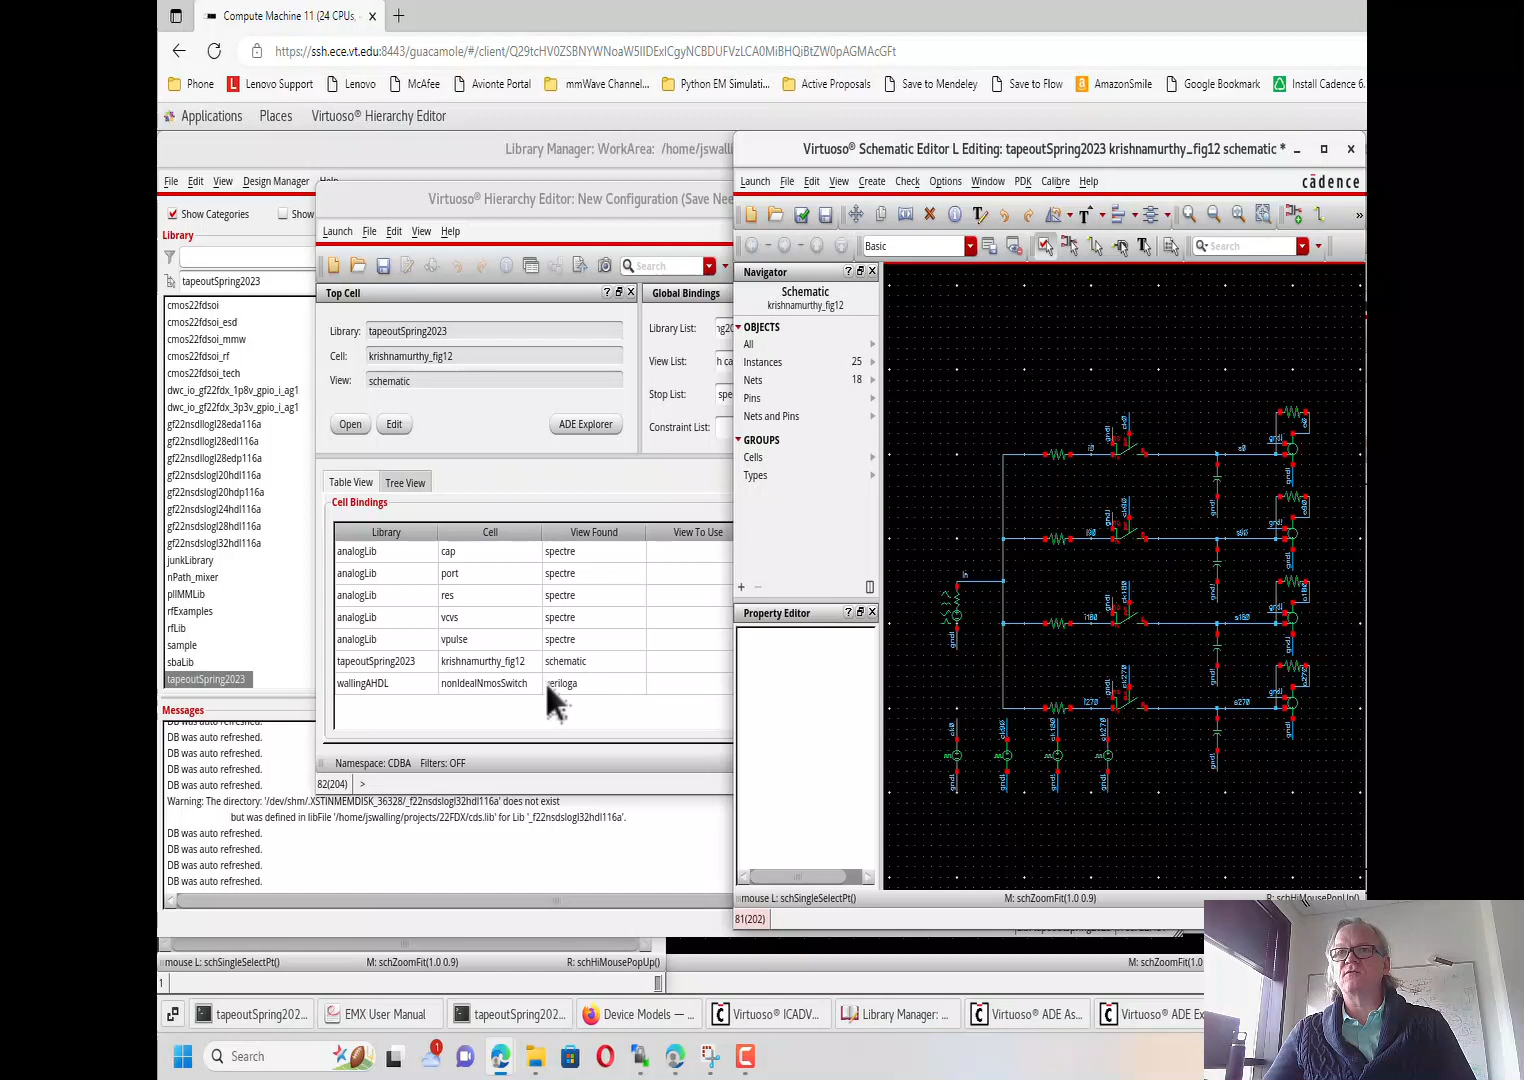 Compute Machine 11 (24 CPUs,
https://ssh.ece.vt.edu:8443/guacamole/#/client/
Phone
Lenovo Support
Lenovo
McAfee
Avionte Portal
mmWave Channel...
Python EM Simulati...
Active Proposals
Save to Mendeley
Save to Flow
AmazonSmile
Google Bookmark
Install Cadence 6.
Applications Places Virtuoso® Hierarchy Editor
Library Manager: WorkArea: /home/jswalli
File Edit View Design Manager Help
Show Categories
Show
Library
tapeoutSpring2023
cmos22fdsoi
cmos22fdsoi_esd
cmos22fdsoi_mmw
cmos22fdsoi_rf
cmos22fdsoi_tech
dwc_io_gf22fdx_1p8v_gpio_i_ag1
dwc_io_gf22fdx_3p3v_gpio_i_ag1
gf22nsdllogl28eda116a
gf22nsdllogl28edl116a
gf22nsdllogl28edp116a
gf22nsdslogl20hdl116a
gf22nsdslogl20hdp116a
gf22nsdslogl24hdl116a
gf22nsdslogl28hdl116a
gf22nsdslogl32hdl116a
junkLibrary
nPath_mixer
pllMMLib
rfExamples
rfLib
sample
sbaLib
tapeoutSpring2023
Messages
DB was auto refreshed.
DB was auto refreshed.
DB was auto refreshed.
DB was auto refreshed.
DB was auto refreshed.
Warning: The directory: '/dev/shm/.XSTINMEMDISK_36328/_f22nsdslogl32hdl116a' does not exist
but was defined in libFile '/home/jswalling/projects/22FDX/cds.lib' for Lib '_f22nsdslogl32hdl116a'.
DB was auto refreshed.
DB was auto refreshed.
DB was auto refreshed.
DB was auto refreshed.
Virtuoso® Hierarchy Editor: New Configuration (Save Nee
Launch File Edit View Help
Search
Top Cell
Library: tapeoutSpring2023
Cell: krishnamurthy_fig12
View: schematic
Open Edit ADE Explorer
Global Bindings
Library List:
View List: h ca
Stop List: spe
Constraint List:
Table View Tree View
Cell Bindings
Library Cell View Found View To Use
analogLib cap spectre
analogLib port spectre
analogLib res spectre
analogLib vcvs spectre
analogLib vpulse spectre
tapeoutSpring2023 krishnamurthy_fig12 schematic
wallingAHDL nonIdealNmosSwitch eriloga
Namespace: CDBA Filters: OFF
82(204) >
Virtuoso® Schematic Editor L Editing: tapeoutSpring2023 krishnamurthy_fig12 schematic *
Launch File Edit View Create Check Options Window PDK Calibre Help
cādence
Basic
Search
Navigator
Schematic
krishnamurthy_fig12
OBJECTS
All
Instances 25
Nets 18
Pins
Nets and Pins
GROUPS
Cells
Types
Property Editor
mouse L: schSingleSelectPt() M: schZoomFit(1.0 0.9) R: schHiMousePopUp()
81(202)
mouse L: schSingleSelectPt() M: schZoomFit(1.0 0.9) R: schHiMousePopUp()
M: schZoomFit(1.0 0.9)
1
tapeoutSpring202...
EMX User Manual
tapeoutSpring202...
Device Models — ...
Virtuoso® ICADV...
Library Manager: ...
Virtuoso® ADE As...
Virtuoso® ADE Ex
Search
1